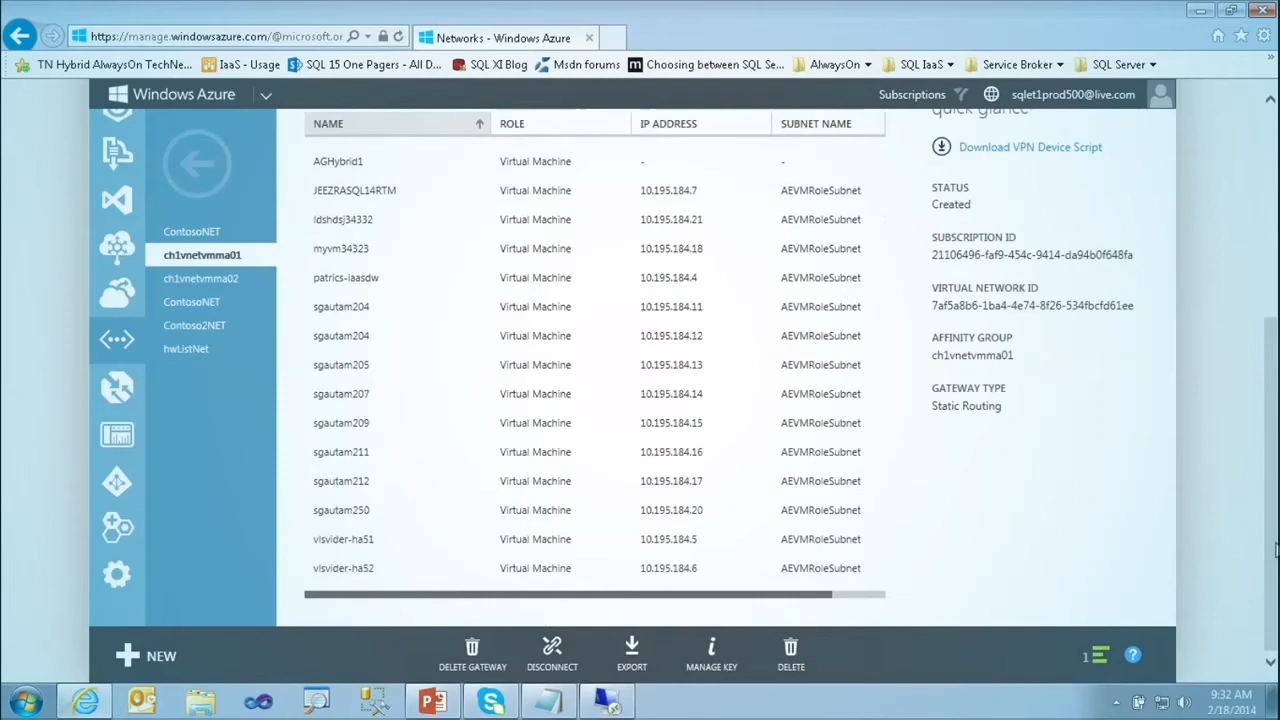 https://manage.windowsazure.com/@microsoft.or
Networks - Windows Azure
TN Hybrid AlwaysOn TechNe...
IaaS - Usage
SQL 15 One Pagers - All D...
SQL XI Blog
Msdn forums
Choosing between SQL Se...
AlwaysOn
SQL IaaS
Service Broker
SQL Server
Windows Azure
Subscriptions
sqlet1prod500@live.com
quick glance
NAME ROLE IP ADDRESS SUBNET NAME
Download VPN Device Script
AGHybrid1 Virtual Machine - -
JEEZRASQL14RTM Virtual Machine 10.195.184.7 AEVMRoleSubnet
ldshdsj34332 Virtual Machine 10.195.184.21 AEVMRoleSubnet
myvm34323 Virtual Machine 10.195.184.18 AEVMRoleSubnet
patrics-iaasdw Virtual Machine 10.195.184.4 AEVMRoleSubnet
sgautam204 Virtual Machine 10.195.184.11 AEVMRoleSubnet
sgautam204 Virtual Machine 10.195.184.12 AEVMRoleSubnet
sgautam205 Virtual Machine 10.195.184.13 AEVMRoleSubnet
sgautam207 Virtual Machine 10.195.184.14 AEVMRoleSubnet
sgautam209 Virtual Machine 10.195.184.15 AEVMRoleSubnet
sgautam211 Virtual Machine 10.195.184.16 AEVMRoleSubnet
sgautam212 Virtual Machine 10.195.184.17 AEVMRoleSubnet
sgautam250 Virtual Machine 10.195.184.20 AEVMRoleSubnet
vlsvider-ha51 Virtual Machine 10.195.184.5 AEVMRoleSubnet
vlsvider-ha52 Virtual Machine 10.195.184.6 AEVMRoleSubnet
STATUS
Created
SUBSCRIPTION ID
21106496-faf9-454c-9414-da94b0f648fa
VIRTUAL NETWORK ID
7af5a8b6-1ba4-4e74-8f26-534fbcfd61ee
AFFINITY GROUP
ch1vnetvmma01
GATEWAY TYPE
Static Routing
ContosoNET
ch1vnetvmma01
ch1vnetvmma02
ContosoNET
Contoso2NET
hwListNet
NEW
DELETE GATEWAY
DISCONNECT
EXPORT
MANAGE KEY
DELETE
1
9:32 AM
2/18/2014